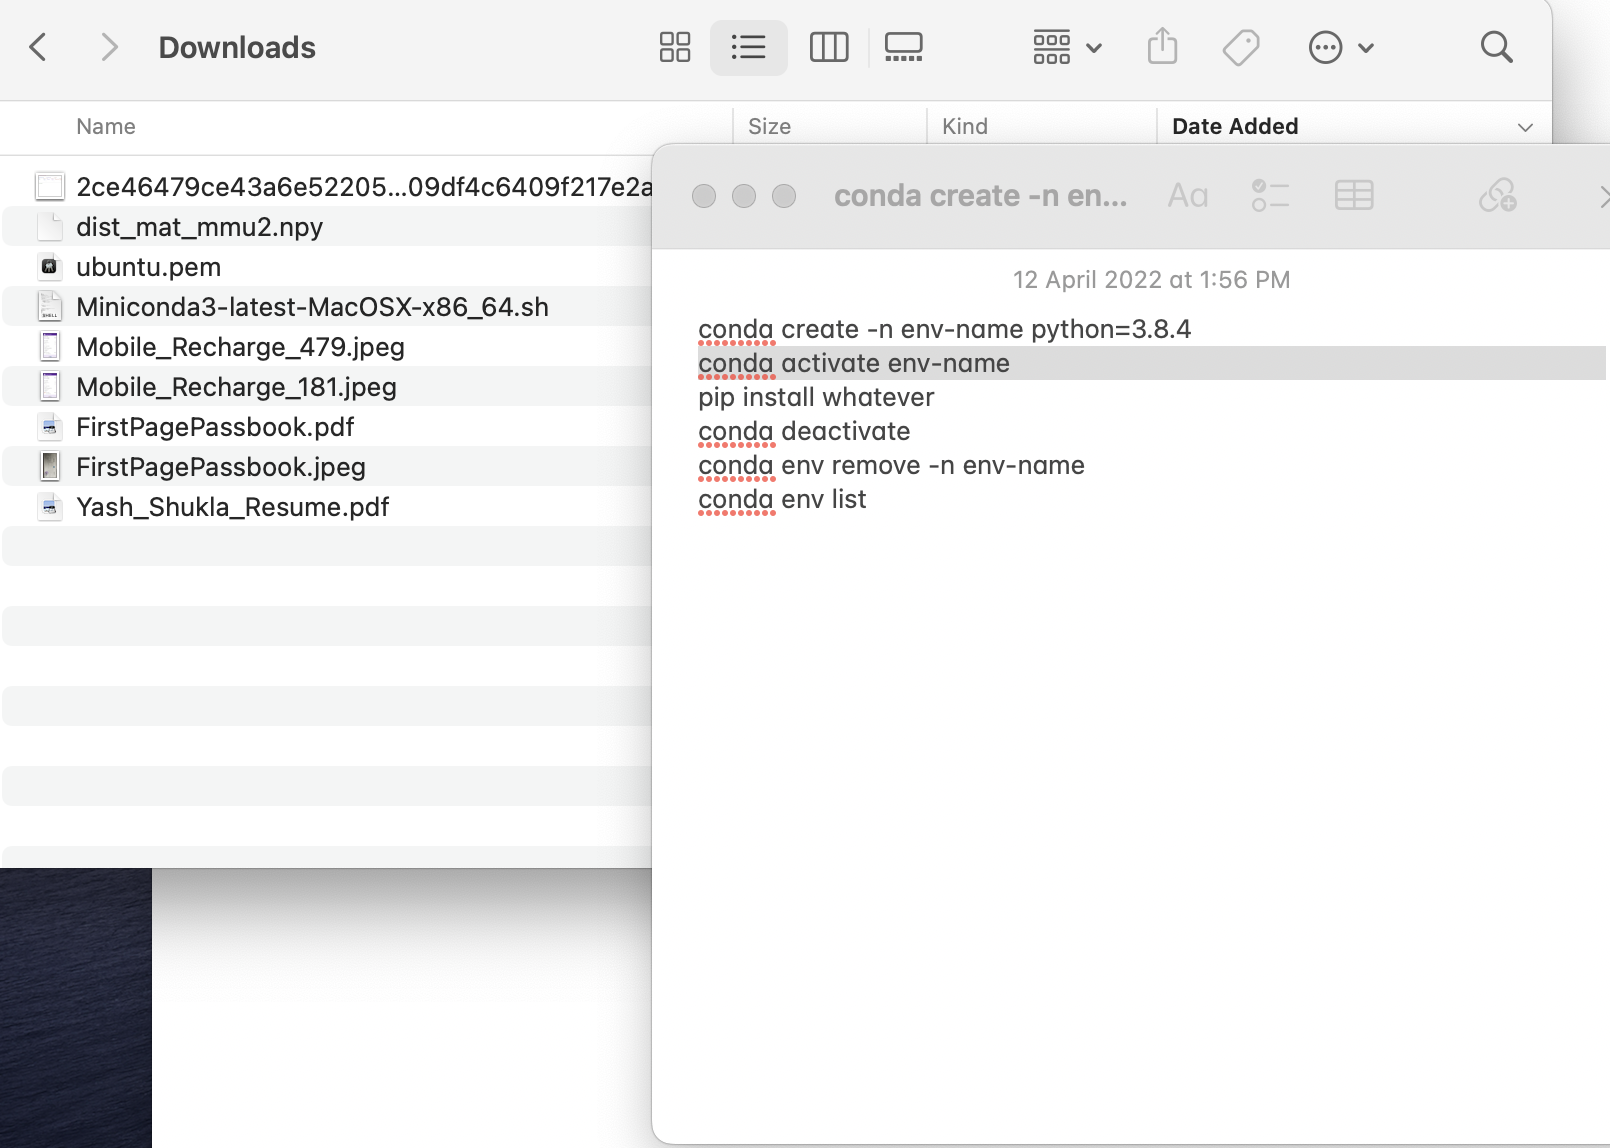 Downloads
Name Size Kind Date Added
2ce46479ce43a6e52205...09df4c6409f217e2a
dist_mat_mmu2.npy
ubuntu.pem
Miniconda3-latest-MacOSX-x86_64.sh
Mobile_Recharge_479.jpeg
Mobile_Recharge_181.jpeg
FirstPagePassbook.pdf
FirstPagePassbook.jpeg
Yash_Shukla_Resume.pdf
conda create -n en... Aa
12 April 2022 at 1:56 PM
conda create -n env-name python=3.8.4
conda activate env-name
pip install whatever
conda deactivate
conda env remove -n env-name
conda env list